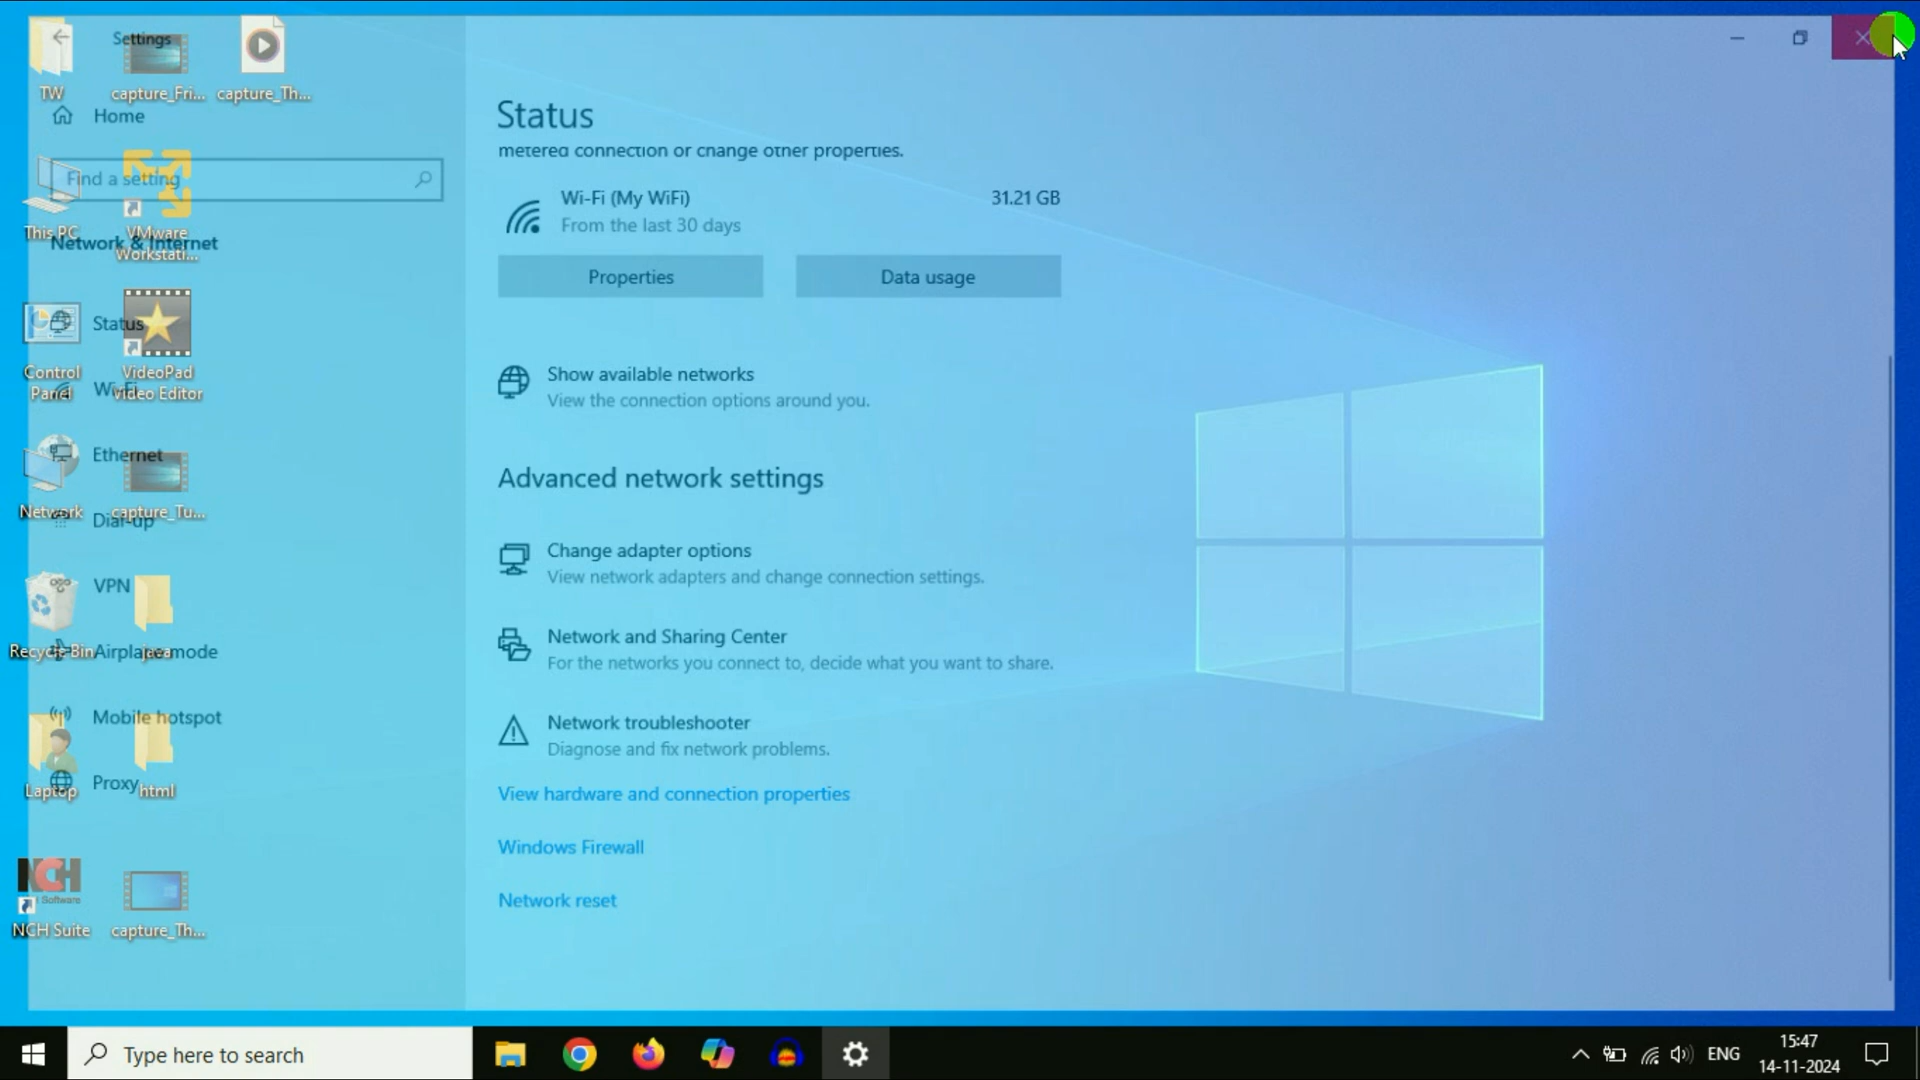 Settings
Home
Find a setting
Network & Internet
Status
Wi-Fi
Ethernet
Dial-up
VPN
Airplane mode
Mobile hotspot
Proxy
TW
capture_Fri...
capture_Th...
This PC
VMware
Workstati...
Control
Panel
VideoPad
Video Editor
Network
capture_Tu...
Recycle Bin
java
Laptop
html
NCH Software
NCH Suite
capture_Th...
Status
metered connection or change other properties.
Wi-Fi (My WiFi)
31.21 GB
From the last 30 days
Properties
Data usage
Show available networks
View the connection options around you.
Advanced network settings
Change adapter options
View network adapters and change connection settings.
Network and Sharing Center
For the networks you connect to, decide what you want to share.
Network troubleshooter
Diagnose and fix network problems.
View hardware and connection properties
Windows Firewall
Network reset
Type here to search
ENG
15:47
14-11-2024